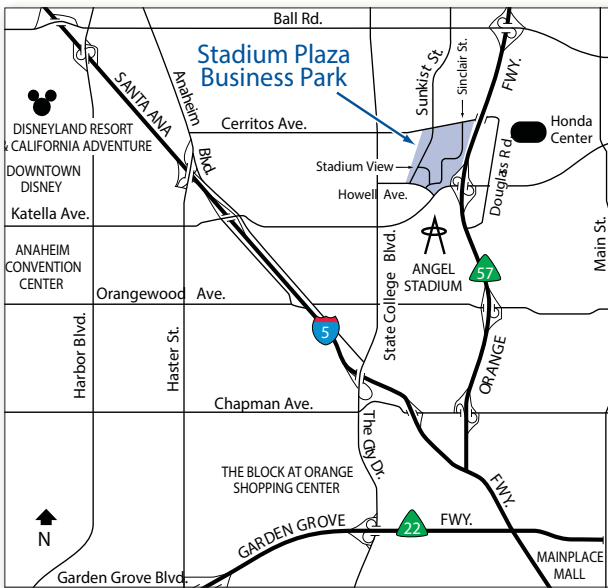 Ball Rd.
Stadium Plaza
Business Park
Sunkist St.
Sinclair St.
FWY.
SANTA ANA
Anaheim
Blvd.
DISNEYLAND RESORT
& CALIFORNIA ADVENTURE
Cerritos Ave.
Honda
Center
DOWNTOWN
DISNEY
Stadium View
Howell Ave.
Douglass Rd.
Katella Ave.
ANAHEIM
CONVENTION
CENTER
State College Blvd.
ANGEL
STADIUM
57
Main St.
Orangewood Ave.
5
Harbor Blvd.
Haster St.
ORANGE
Chapman Ave.
The City Dr.
THE BLOCK AT ORANGE
SHOPPING CENTER
FWY.
N
GARDEN GROVE
22
FWY.
MAINPLACE
MALL
Garden Grove Blvd.